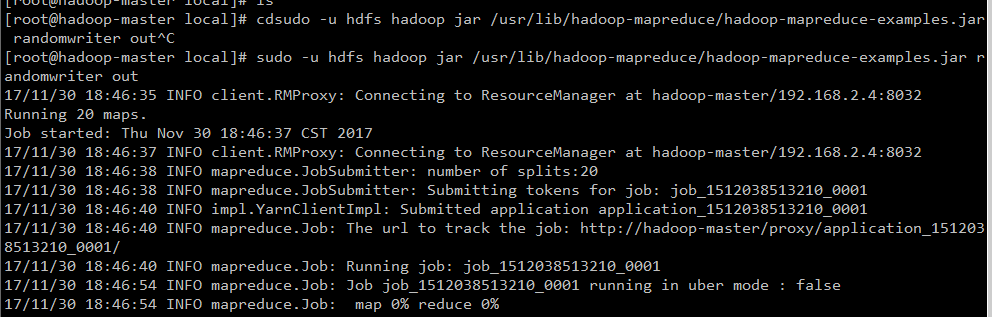 [root@hadoop-master local]# ls
[root@hadoop-master local]# cdsudo -u hdfs hadoop jar /usr/lib/hadoop-mapreduce/hadoop-mapreduce-examples.jar
 randomwriter out^C
[root@hadoop-master local]# sudo -u hdfs hadoop jar /usr/lib/hadoop-mapreduce/hadoop-mapreduce-examples.jar r
andomwriter out
17/11/30 18:46:35 INFO client.RMProxy: Connecting to ResourceManager at hadoop-master/192.168.2.4:8032
Running 20 maps.
Job started: Thu Nov 30 18:46:37 CST 2017
17/11/30 18:46:37 INFO client.RMProxy: Connecting to ResourceManager at hadoop-master/192.168.2.4:8032
17/11/30 18:46:38 INFO mapreduce.JobSubmitter: number of splits:20
17/11/30 18:46:38 INFO mapreduce.JobSubmitter: Submitting tokens for job: job_1512038513210_0001
17/11/30 18:46:40 INFO impl.YarnClientImpl: Submitted application application_1512038513210_0001
17/11/30 18:46:40 INFO mapreduce.Job: The url to track the job: http://hadoop-master/proxy/application_151203
8513210_0001/
17/11/30 18:46:40 INFO mapreduce.Job: Running job: job_1512038513210_0001
17/11/30 18:46:54 INFO mapreduce.Job: Job job_1512038513210_0001 running in uber mode : false
17/11/30 18:46:54 INFO mapreduce.Job:  map 0% reduce 0%